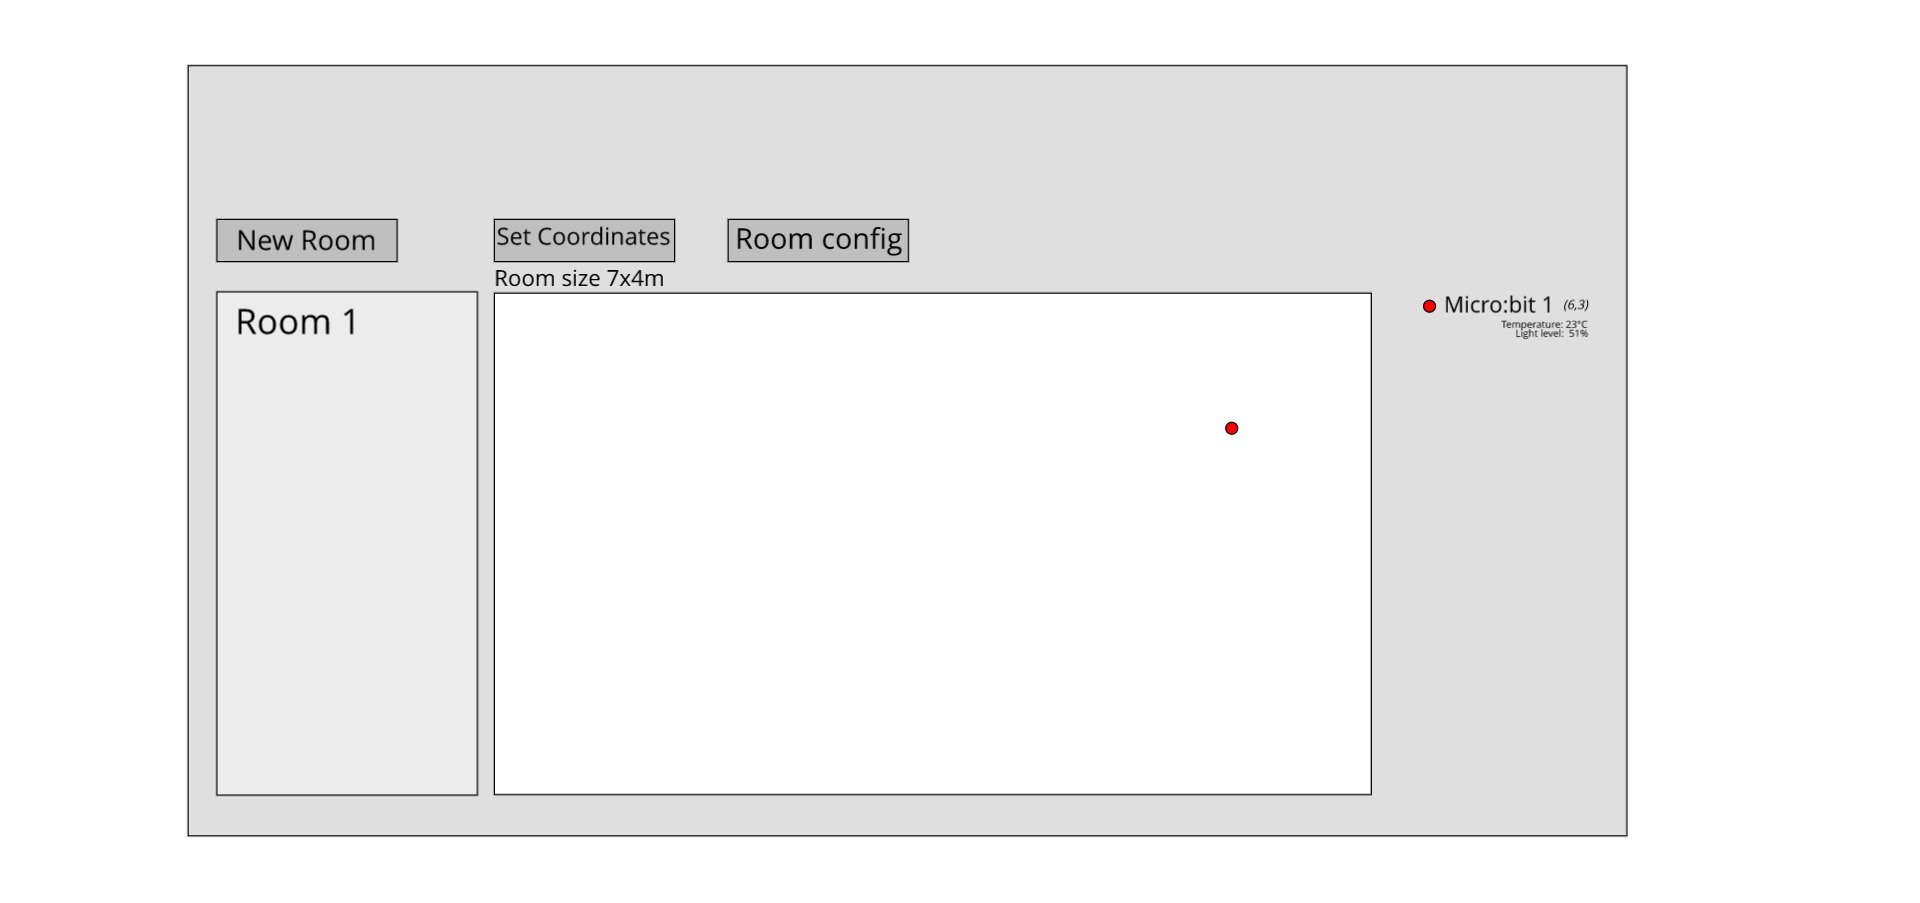 New Room
Set Coordinates
Room config
Room size 7x4m
Room 1
Micro:bit 1 (6,3)
Temperature: 23°C
Light level: 51%